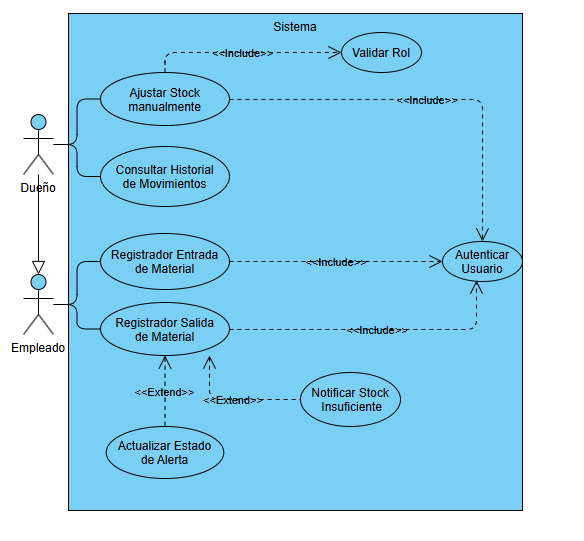 Sistema
<<Include>>
Validar Rol
Ajustar Stock
manualmente
<<Include>>
Dueño
Consultar Historial
de Movimientos
Registrador Entrada
de Material
<<Include>>
Autenticar
Usuario
Empleado
Registrador Salida
de Material
<<Include>>
<<Extend>>
<<Extend>>
Notificar Stock
Insuficiente
Actualizar Estado
de Alerta